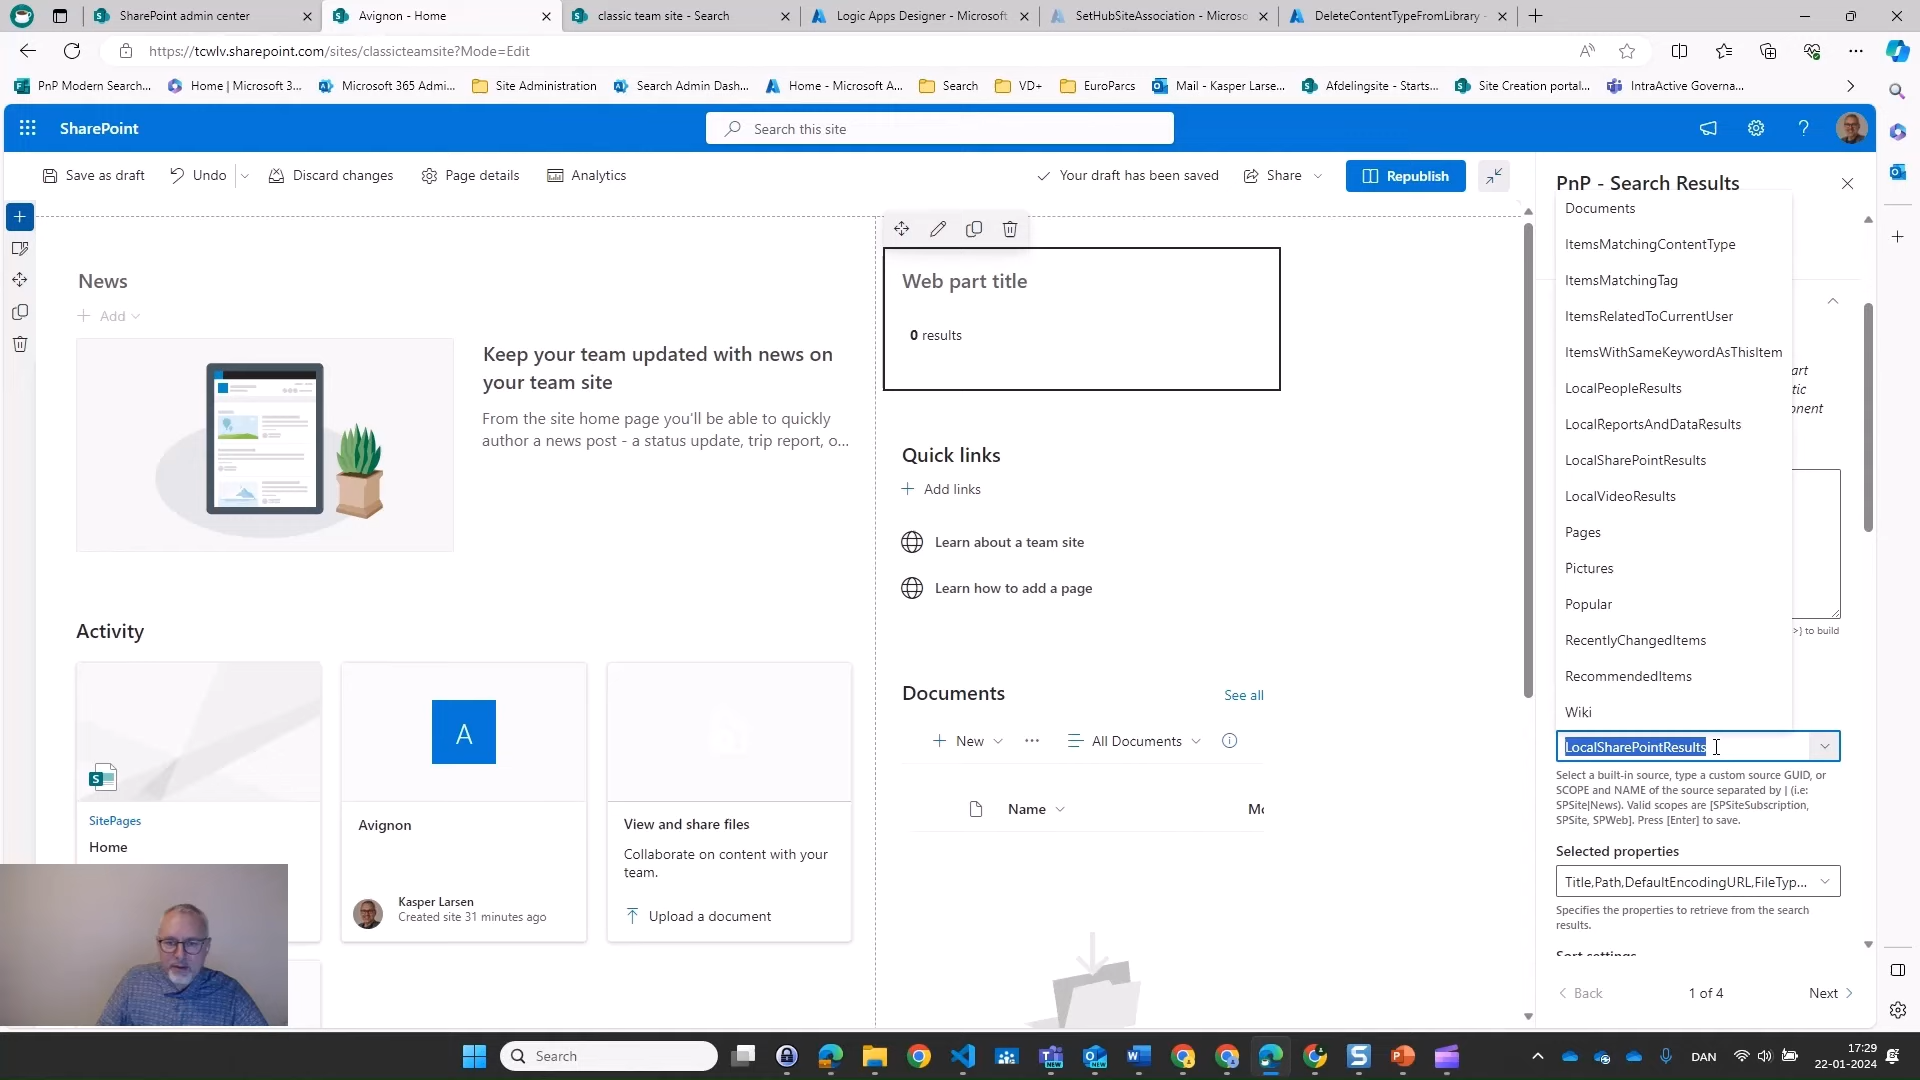 SharePoint admin center
Avignon - Home
classic team site - Search
Logic Apps Designer - Microsoft
SetHubSiteAssociation - Microso
DeleteContentTypeFromLibrary -
https://tcwlv.sharepoint.com/sites/classicteamsite?Mode=Edit
PnP Modern Search...
Home | Microsoft 3...
Microsoft 365 Admi...
Site Administration
Search Admin Dash...
Home - Microsoft A...
Search
VD+
EuroParcs
Mail - Kasper Larse...
Afdelingsite - Starts...
Site Creation portal...
IntraActive Governa...
SharePoint
Search this site
Save as draft
Undo
Discard changes
Page details
Analytics
Your draft has been saved
Share
Republish
News
Add
Keep your team updated with news on
your team site
From the site home page you'll be able to quickly
author a news post - a status update, trip report, o...
Activity
SitePages
Home
A
Avignon
Kasper Larsen
Created site 31 minutes ago
View and share files
Collaborate on content with your
team.
Upload a document
Web part title
0 results
Quick links
Add links
Learn about a team site
Learn how to add a page
Documents
See all
New
All Documents
Name
Mo
PnP - Search Results
Documents
ItemsMatchingContentType
ItemsMatchingTag
ItemsRelatedToCurrentUser
ItemsWithSameKeywordAsThisItem
art
tic
onent
LocalPeopleResults
LocalReportsAndDataResults
LocalSharePointResults
LocalVideoResults
Pages
Pictures
Popular
>} to build
RecentlyChangedItems
RecommendedItems
Wiki
LocalSharePointResults
Select a built-in source, type a custom source GUID, or
SCOPE and NAME of the source separated by | (i.e:
SPSite|News). Valid scopes are [SPSiteSubscription,
SPSite, SPWeb]. Press [Enter] to save.
Selected properties
Title,Path,DefaultEncodingURL,FileTyp...
Specifies the properties to retrieve from the search
results.
Sort settings
Back
1 of 4
Next
Search
DAN
17:29
22-01-2024